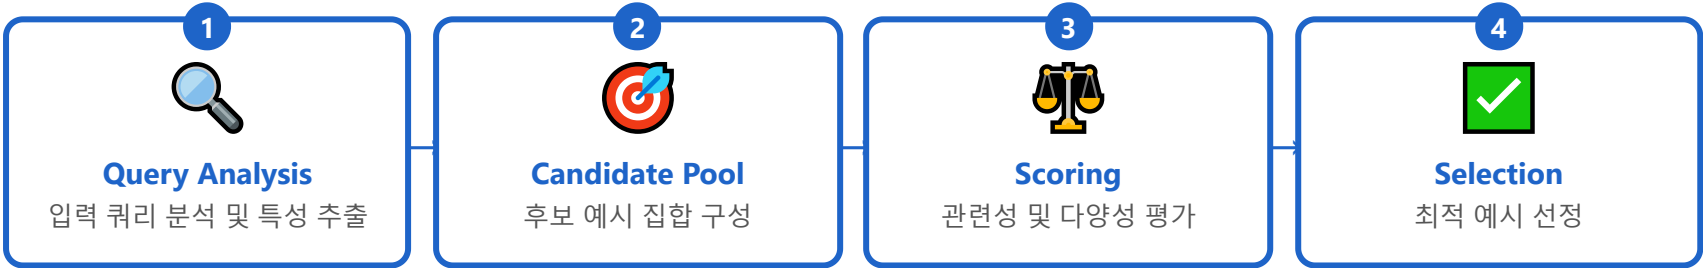 1
Query Analysis
입력 쿼리 분석 및 특성 추출
2
Candidate Pool
후보 예시 집합 구성
3
Scoring
관련성 및 다양성 평가
4
Selection
최적 예시 선정